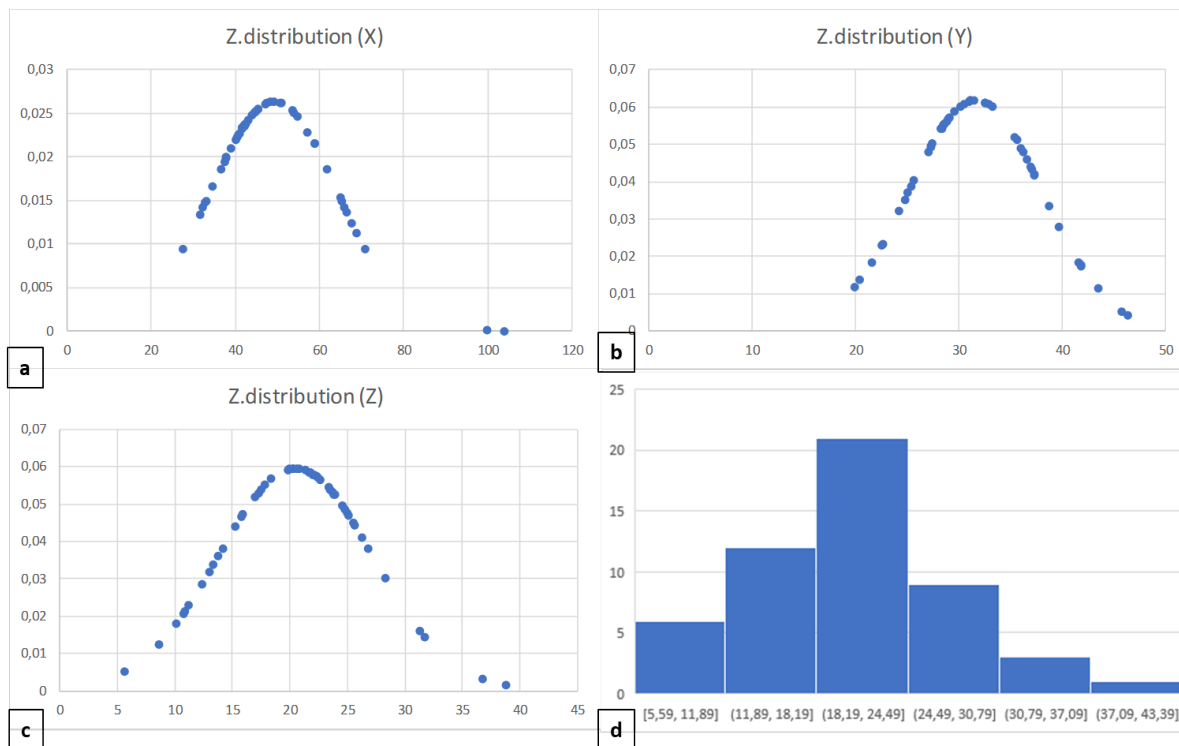 Z.distribution (X)
0,03
0,025
0,02
0,015
0,01
0,005
0
0 20 40 60 80 100 120
a
Z.distribution (Y)
0,07
0,06
0,05
0,04
0,03
0,02
0,01
0
0 20 30 40 50
b
Z.distribution (Z)
0,07
0,06
0,05
0,04
0,03
0,02
0,01
0
0 5 10 15 20 25 30 35 40 45
c
25
20
15
10
5
0
[5,59, 11,89] (11,89, 18,19] (18,19, 24,49] (24,49, 30,79] (30,79, 37,09] (37,09, 43,39]
d